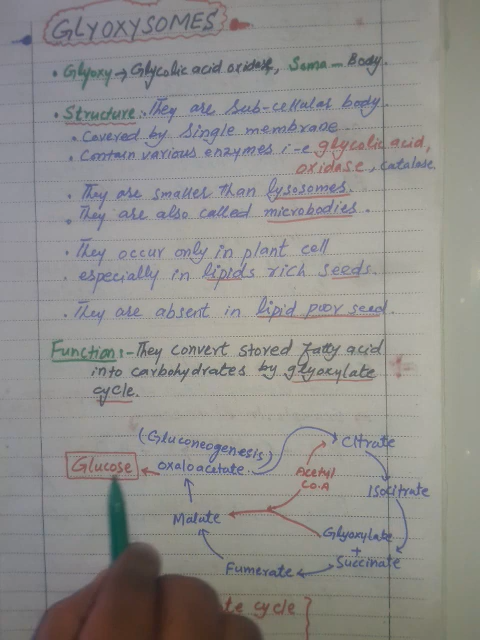 GLYOXYSOMES
• Glyoxy → Glycolic acid oxidase, Soma — Body.
• Structure:- They are sub-cellular body.
• Covered by single membrane.
• Contain various enzymes i-e glycolic acid,
oxidase, catalase.
• They are smaller than lysosomes.
• They are also called microbodies.
• They occur only in plant cell
especially in lipids rich seeds.
• They are absent in lipid poor seed.
Function:- They convert stored fatty acid
into carbohydrates by glyoxylate
cycle.
(Gluconeogenesis)
Citrate
Glucose
oxaloacetate
Acetyl
Co.A
Isocitrate
Malate
Glyoxylate
+
Succinate
Fumerate
te cycle